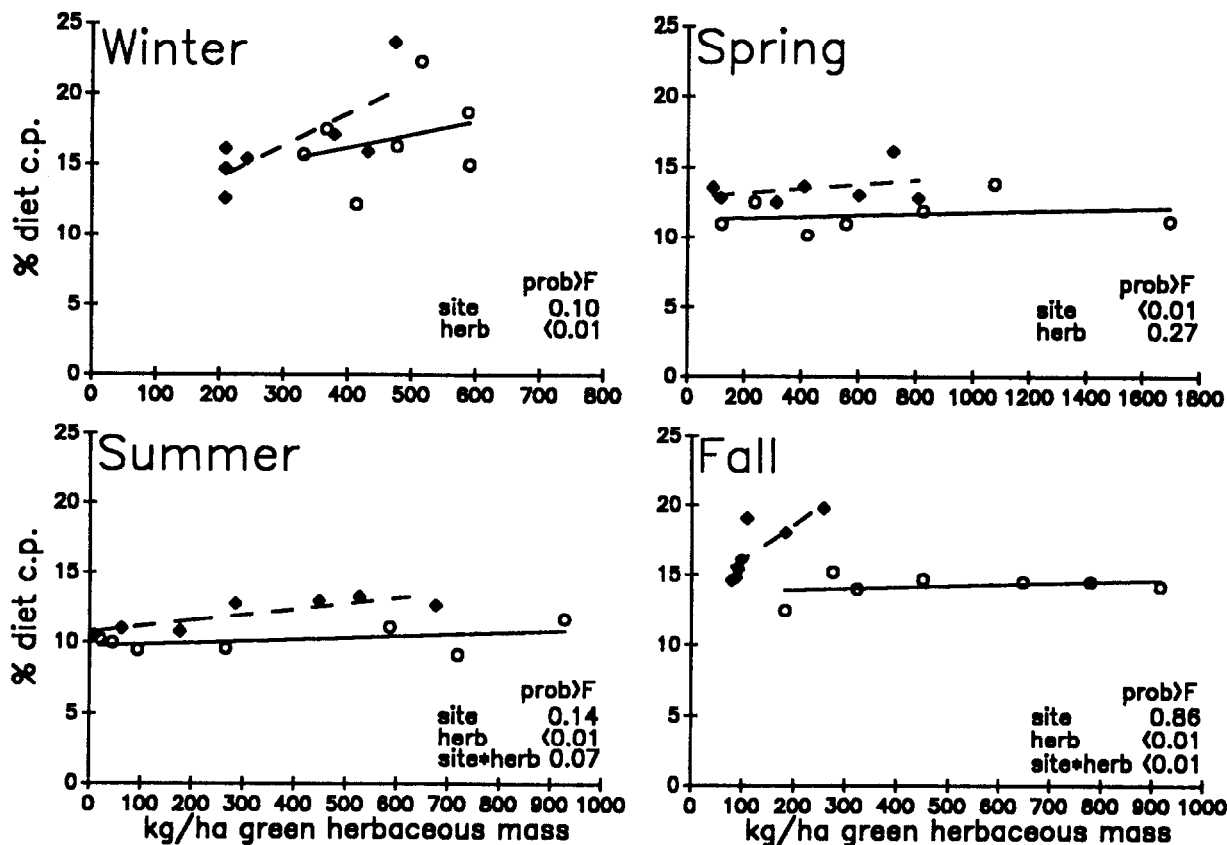 Winter
% diet c.p.
25
20
15
10
5
0
prob>F
site 0.10
herb <0.01
0 100 200 300 400 500 600 700 800
Spring
25
20
15
10
5
0
prob>F
site <0.01
herb 0.27
0 200 400 600 800 1000 1200 1400 1600 1800
Summer
% diet c.p.
25
20
15
10
5
0
prob>F
site 0.14
herb <0.01
site*herb 0.07
0 100 200 300 400 500 600 700 800 900 1000
kg/ha green herbaceous mass
Fall
25
20
15
10
5
0
prob>F
site 0.86
herb <0.01
site*herb <0.01
0 100 200 300 400 500 600 700 800 900 1000
kg/ha green herbaceous mass